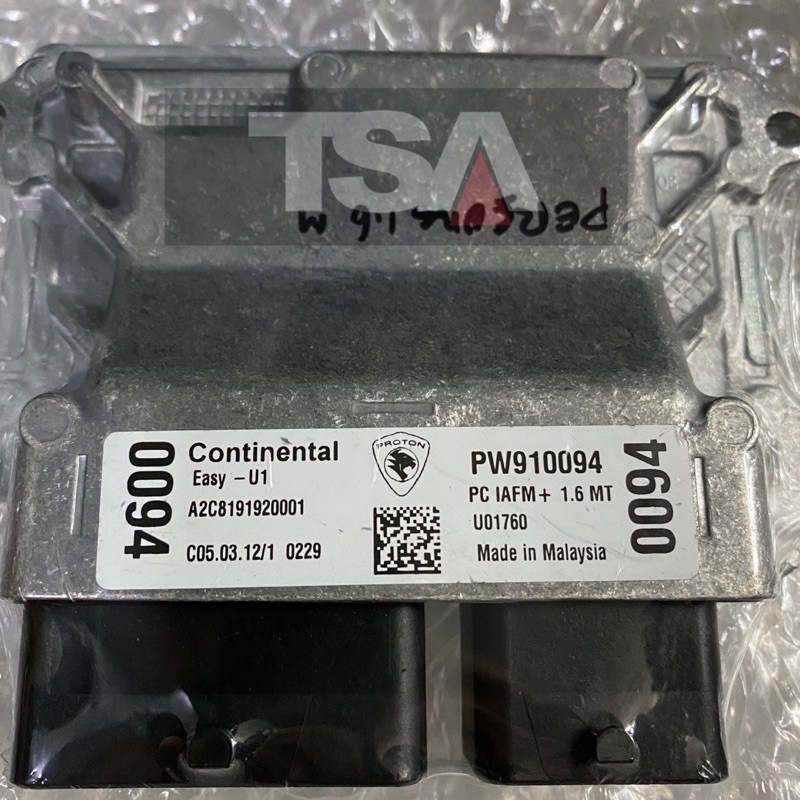 TSA
PERSONA 1.6 M
0094
Continental
Easy - U1
A2C8191920001
C05.03.12/1 0229
PROTON
PW910094
PC IAFM+ 1.6 MT
U01760
Made in Malaysia
0094